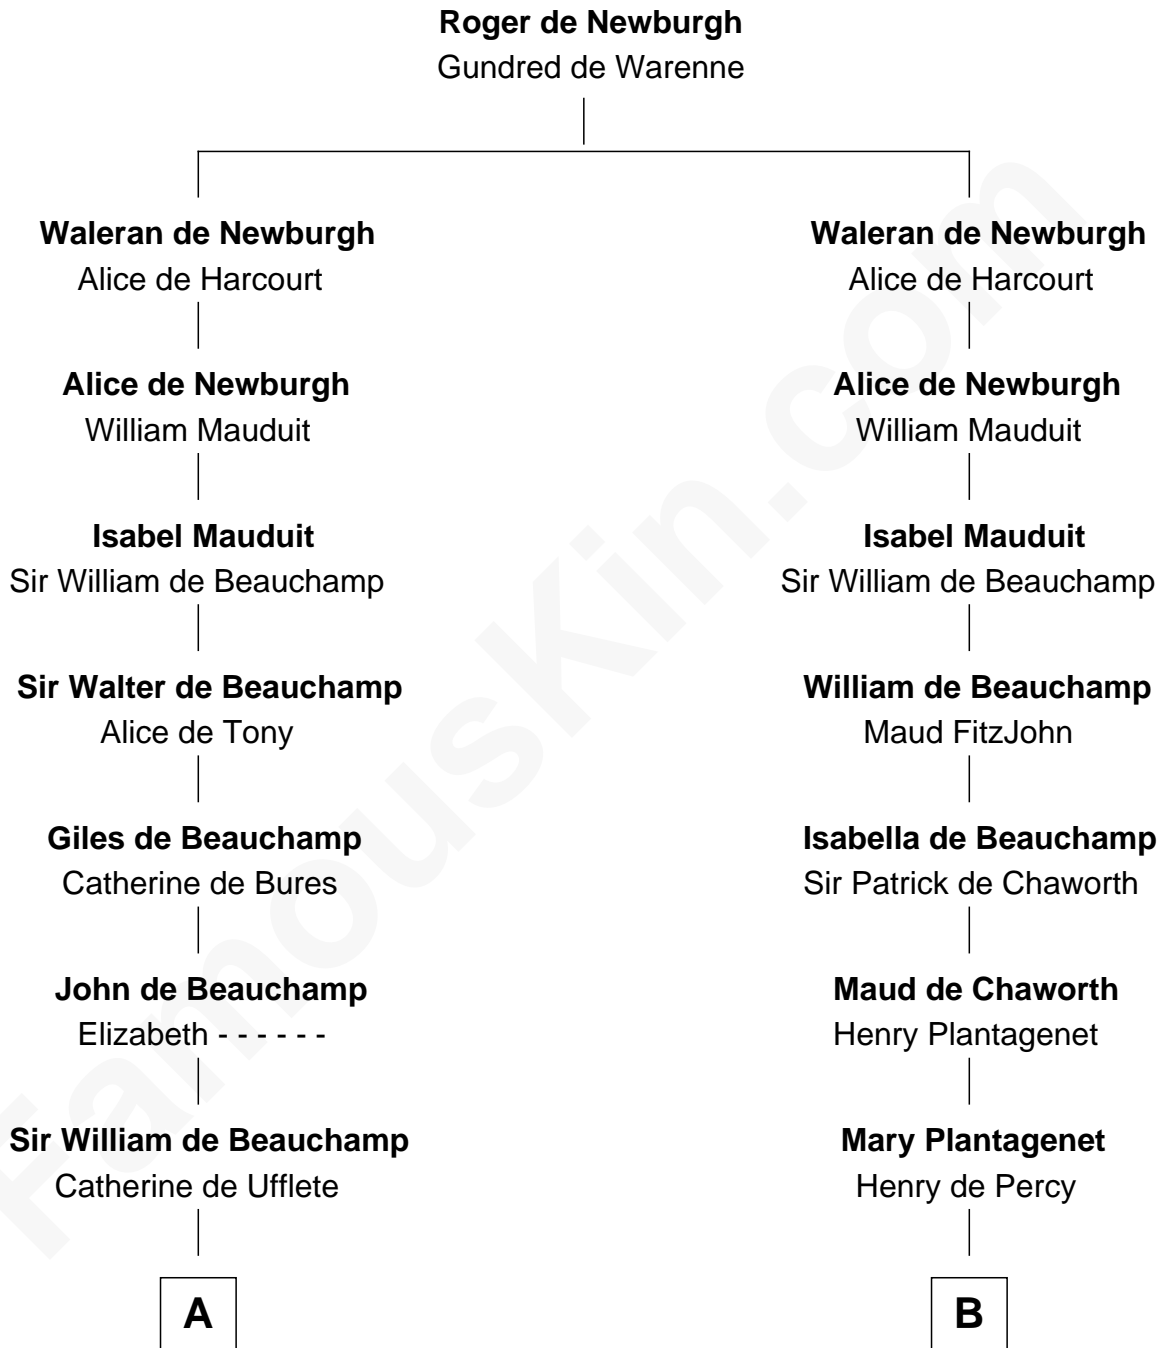 Roger de Newburgh
Gundred de Warenne
Waleran de Newburgh
Alice de Harcourt
Alice de Newburgh
William Mauduit
Isabel Mauduit
Sir William de Beauchamp
Sir Walter de Beauchamp
Alice de Tony
Giles de Beauchamp
Catherine de Bures
John de Beauchamp
Elizabeth - - - - - -
Sir William de Beauchamp
Catherine de Ufflete
A
Waleran de Newburgh
Alice de Harcourt
Alice de Newburgh
William Mauduit
Isabel Mauduit
Sir William de Beauchamp
William de Beauchamp
Maud FitzJohn
Isabella de Beauchamp
Sir Patrick de Chaworth
Maud de Chaworth
Henry Plantagenet
Mary Plantagenet
Henry de Percy
B
FamousKin.com